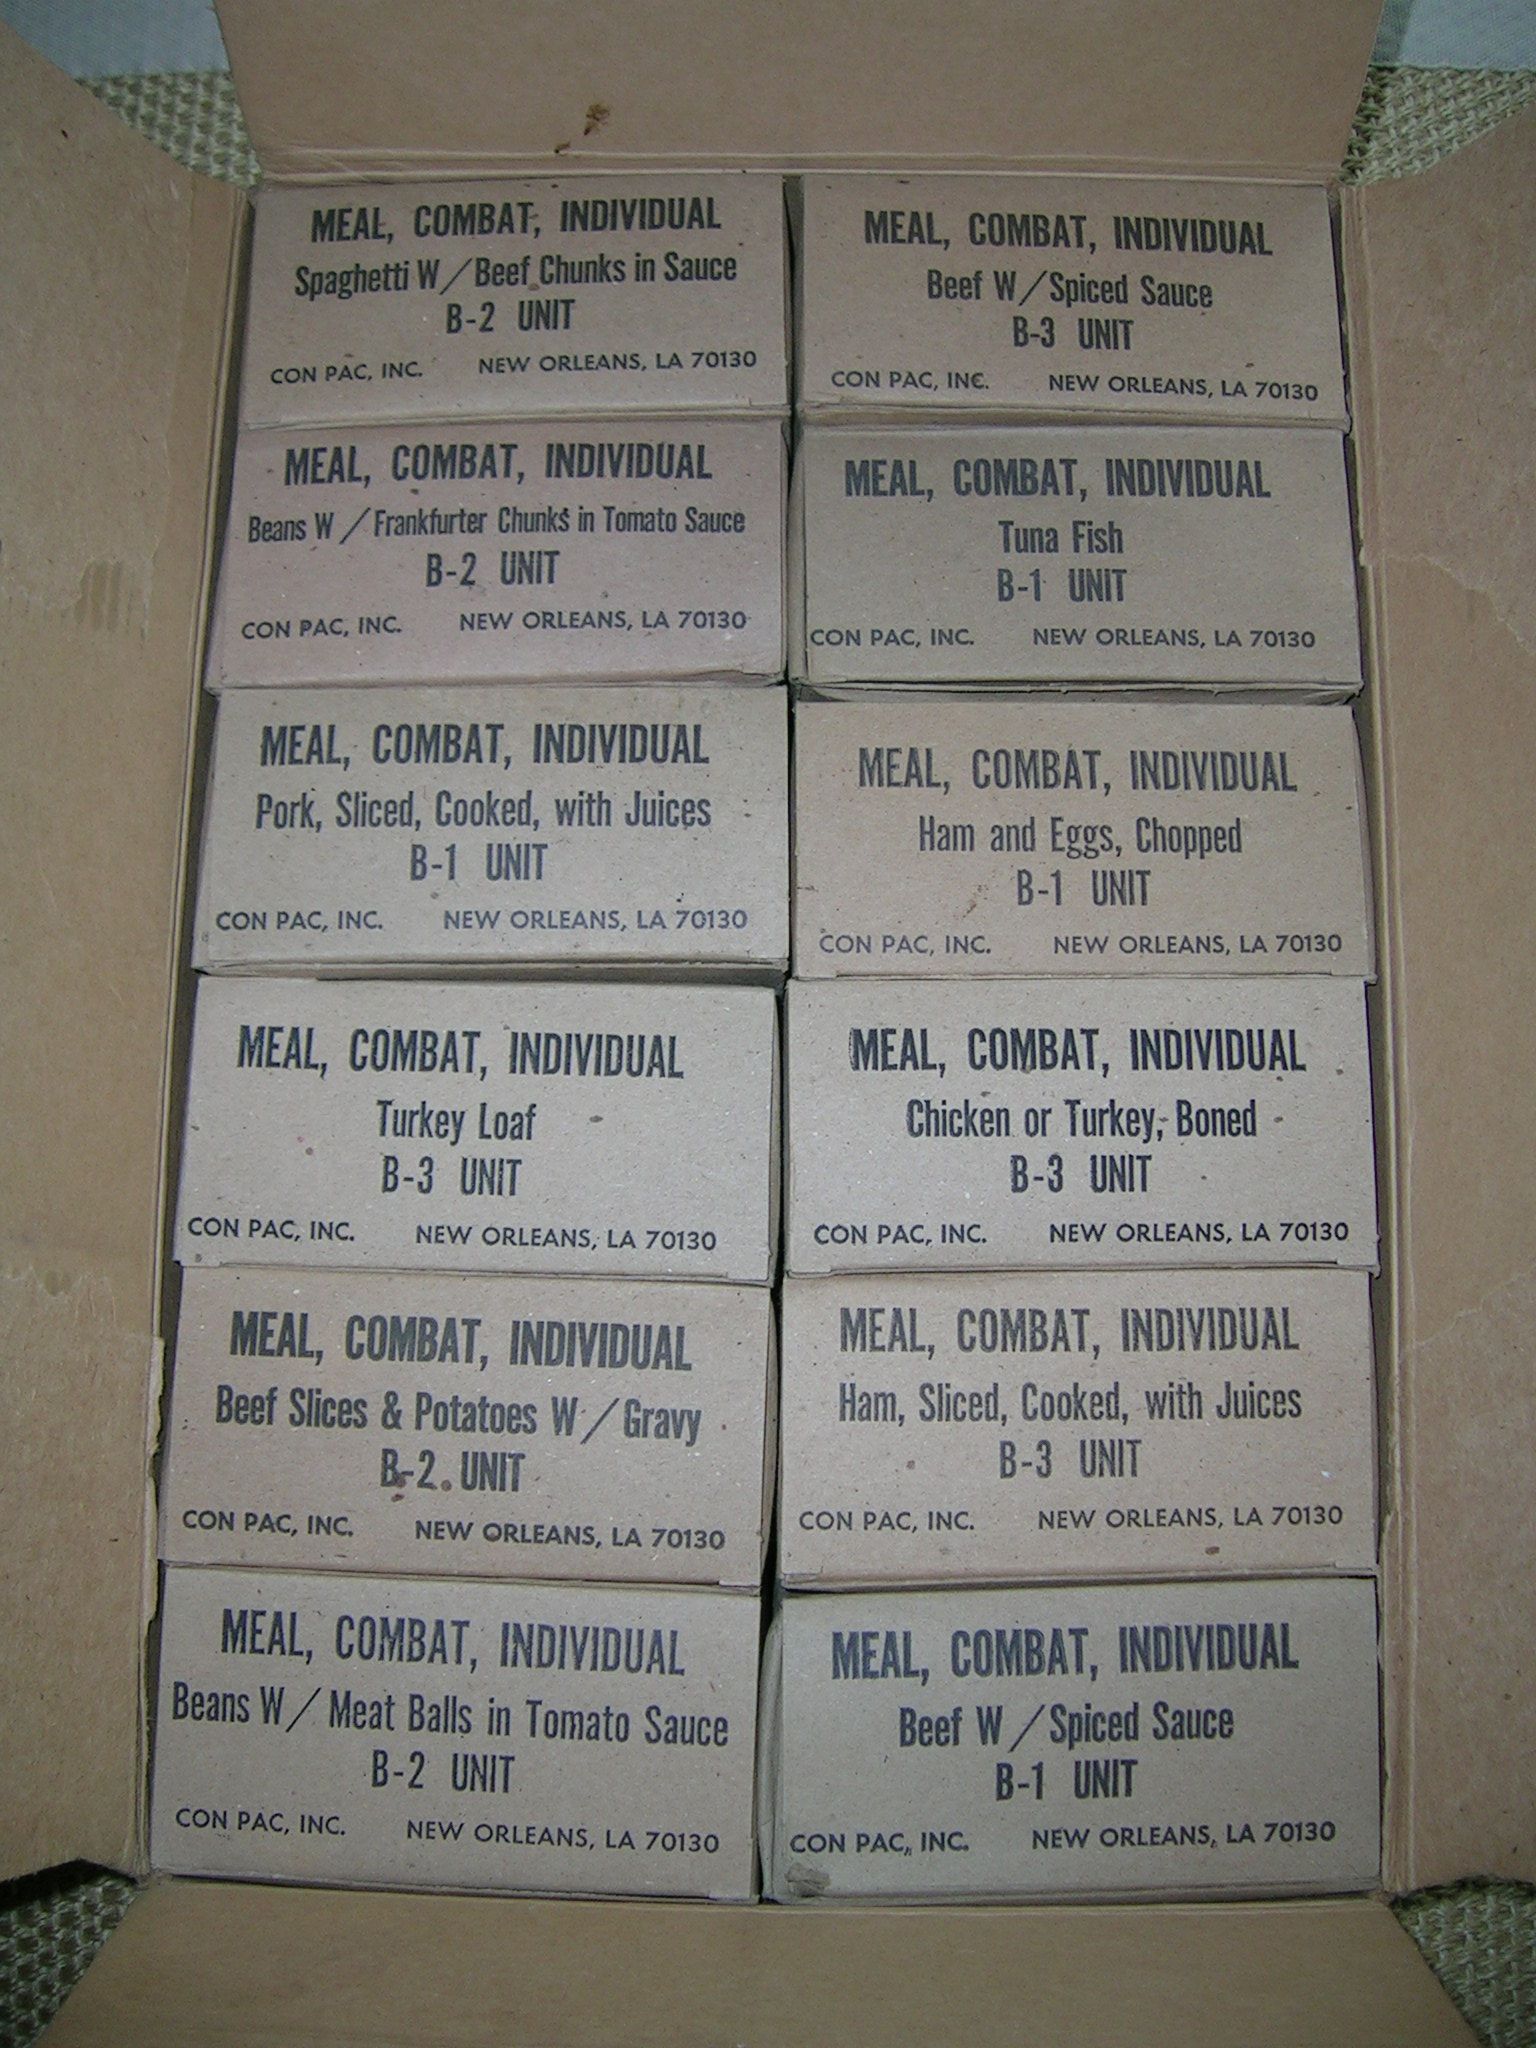 MEAL, COMBAT, INDIVIDUAL
Spaghetti W/Beef Chunks in Sauce
B-2 UNIT
CON PAC, INC. NEW ORLEANS, LA 70130
MEAL, COMBAT, INDIVIDUAL
Beef W/Spiced Sauce
B-3 UNIT
CON PAC, INC. NEW ORLEANS, LA 70130
MEAL, COMBAT, INDIVIDUAL
Beans W/Frankfurter Chunks in Tomato Sauce
B-2 UNIT
CON PAC, INC. NEW ORLEANS, LA 70130
MEAL, COMBAT, INDIVIDUAL
Tuna Fish
B-1 UNIT
CON PAC, INC. NEW ORLEANS, LA 70130
MEAL, COMBAT, INDIVIDUAL
Pork, Sliced, Cooked, with Juices
B-1 UNIT
CON PAC, INC. NEW ORLEANS, LA 70130
MEAL, COMBAT, INDIVIDUAL
Ham and Eggs, Chopped
B-1 UNIT
CON PAC, INC. NEW ORLEANS, LA 70130
MEAL, COMBAT, INDIVIDUAL
Turkey Loaf
B-3 UNIT
CON PAC, INC. NEW ORLEANS, LA 70130
MEAL, COMBAT, INDIVIDUAL
Chicken or Turkey, Boned
B-3 UNIT
CON PAC, INC. NEW ORLEANS, LA 70130
MEAL, COMBAT, INDIVIDUAL
Beef Slices & Potatoes W/Gravy
B-2 UNIT
CON PAC, INC. NEW ORLEANS, LA 70130
MEAL, COMBAT, INDIVIDUAL
Ham, Sliced, Cooked, with Juices
B-3 UNIT
CON PAC, INC. NEW ORLEANS, LA 70130
MEAL, COMBAT, INDIVIDUAL
Beans W/Meat Balls in Tomato Sauce
B-2 UNIT
CON PAC, INC. NEW ORLEANS, LA 70130
MEAL, COMBAT, INDIVIDUAL
Beef W/Spiced Sauce
B-1 UNIT
CON PAC, INC. NEW ORLEANS, LA 70130